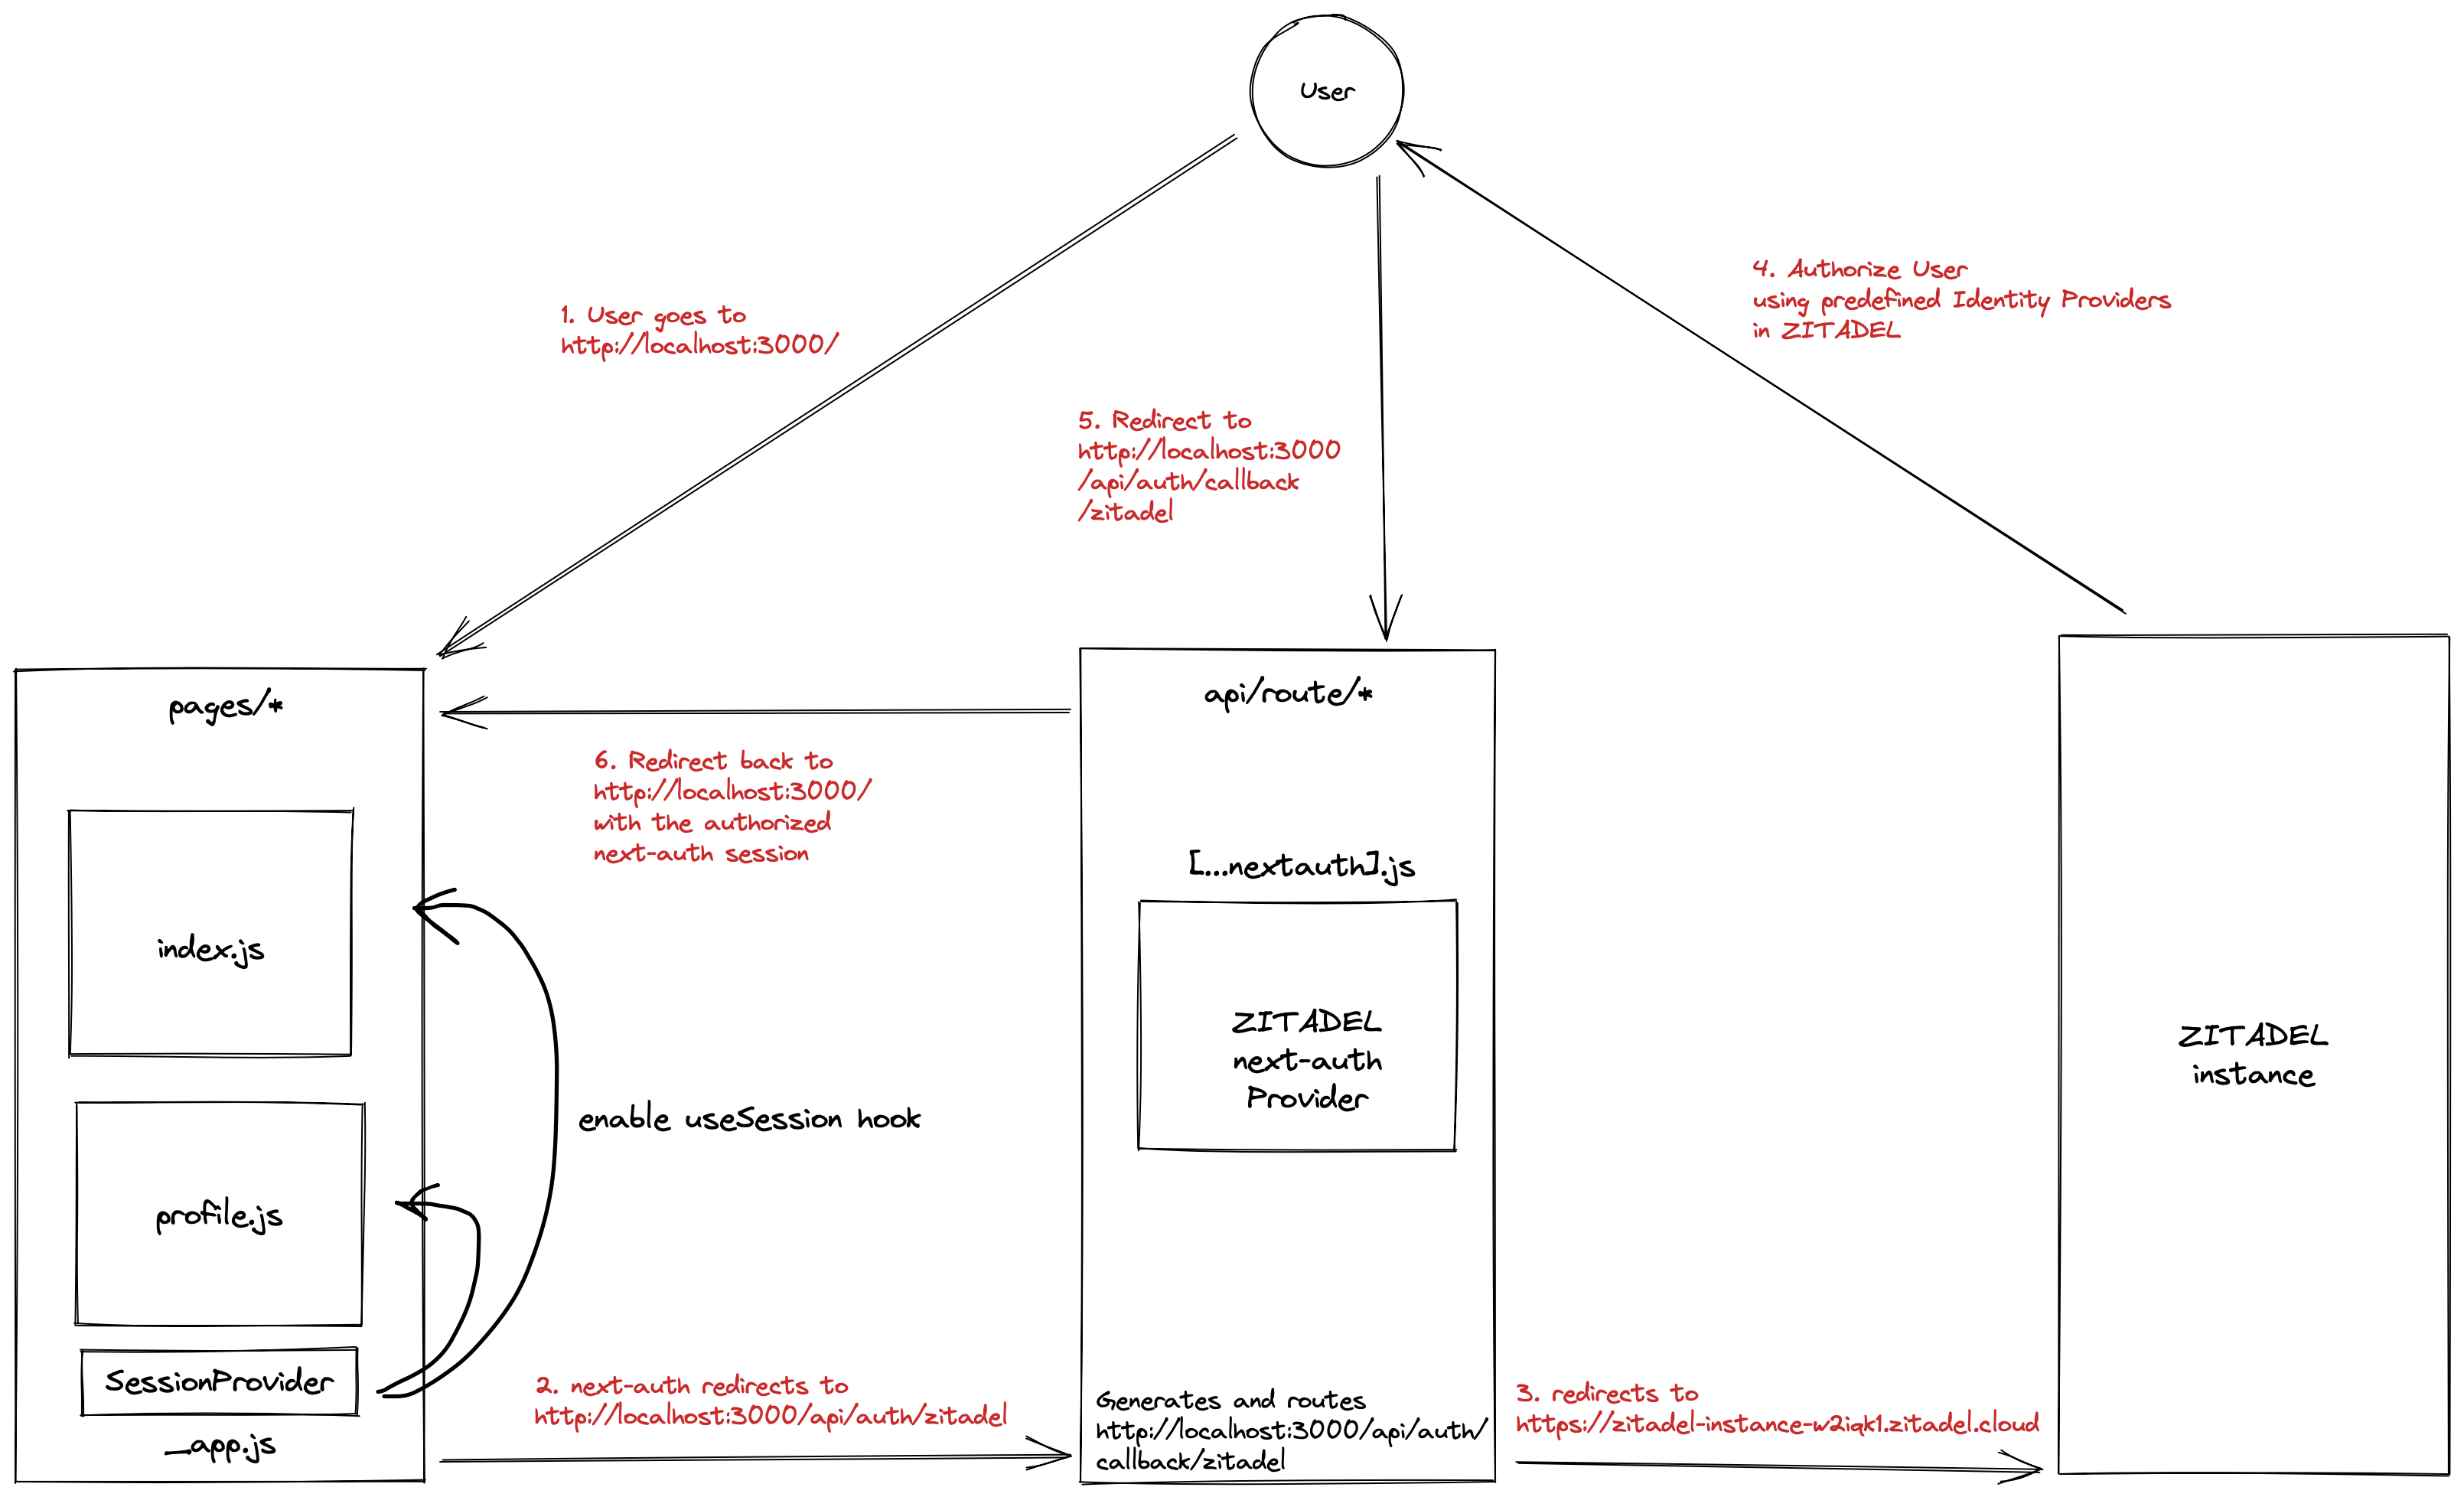 User
1. User goes to
http://localhost:3000/
4. Authorize User
using predefined Identity Providers
in ZITADEL
5. Redirect to
http://localhost:3000
/api/auth/callback
/zitadel
pages/*
index.js
profile.js
SessionProvider
_app.js
6. Redirect back to
http://localhost:3000/
with the authorized
next-auth session
enable useSession hook
2. next-auth redirects to
http://localhost:3000/api/auth/zitadel
api/route/*
[...nextauth].js
ZITADEL
next-auth
Provider
Generates and routes
http://localhost:3000/api/auth/
callback/zitadel
3. redirects to
https://zitadel-instance-w2iqk1.zitadel.cloud
ZITADEL
instance